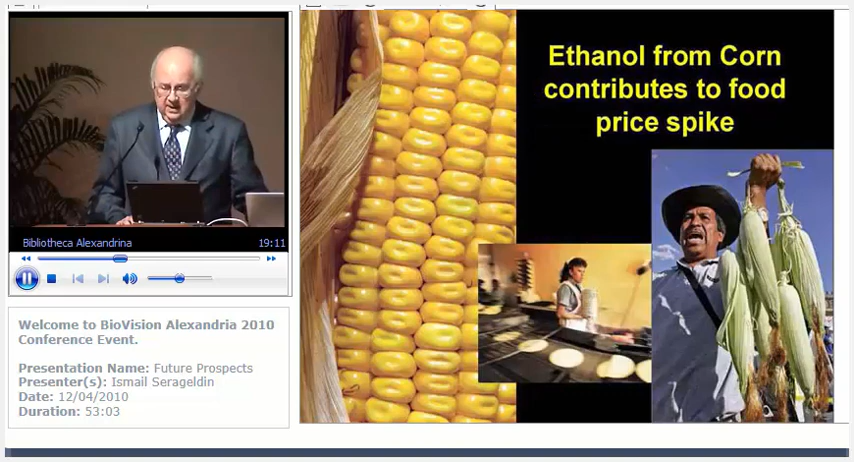 Bibliotheca Alexandrina 19:11
Welcome to BioVision Alexandria 2010
Conference Event.
Presentation Name: Future Prospects
Presenter(s): Ismail Serageldin
Date: 12/04/2010
Duration: 53:03
Ethanol from Corn
contributes to food
price spike